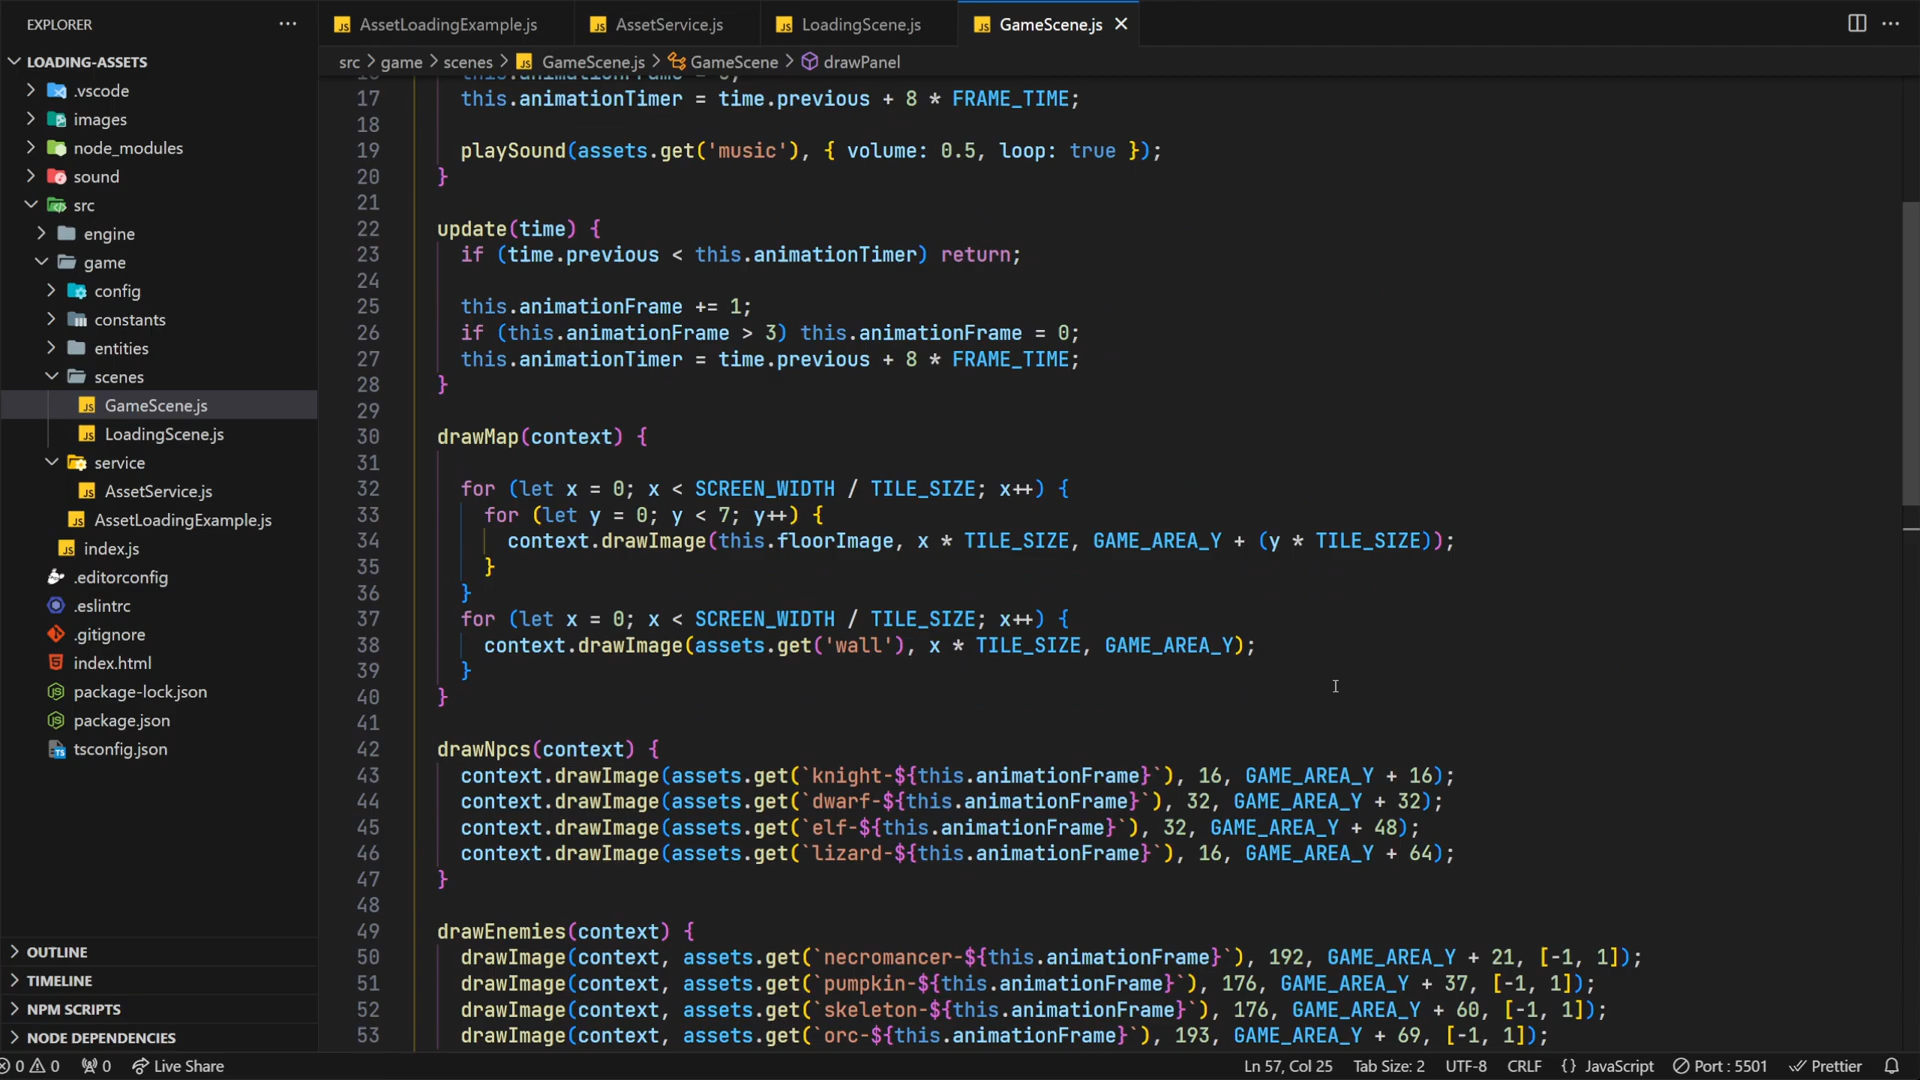 EXPLORER
AssetLoadingExample.js
AssetService.js
LoadingScene.js
GameScene.js
LOADING-ASSETS
.vscode
images
node_modules
sound
src
engine
game
config
constants
entities
scenes
GameScene.js
LoadingScene.js
service
AssetService.js
AssetLoadingExample.js
index.js
.editorconfig
.eslintrc
.gitignore
index.html
package-lock.json
package.json
tsconfig.json
OUTLINE
TIMELINE
NPM SCRIPTS
NODE DEPENDENCIES
src > game > scenes > JS GameScene.js > GameScene > drawPanel
16 this.animationFrame = 0;
17 this.animationTimer = time.previous + 8 * FRAME_TIME;
18
19 playSound(assets.get('music'), { volume: 0.5, loop: true });
20 }
21
22 update(time) {
23 if (time.previous < this.animationTimer) return;
24
25 this.animationFrame += 1;
26 if (this.animationFrame > 3) this.animationFrame = 0;
27 this.animationTimer = time.previous + 8 * FRAME_TIME;
28 }
29
30 drawMap(context) {
31
32 for (let x = 0; x < SCREEN_WIDTH / TILE_SIZE; x++) {
33 for (let y = 0; y < 7; y++) {
34 context.drawImage(this.floorImage, x * TILE_SIZE, GAME_AREA_Y + (y * TILE_SIZE));
35 }
36 }
37 for (let x = 0; x < SCREEN_WIDTH / TILE_SIZE; x++) {
38 context.drawImage(assets.get('wall'), x * TILE_SIZE, GAME_AREA_Y);
39 }
40 }
41
42 drawNpcs(context) {
43 context.drawImage(assets.get(`knight-${this.animationFrame}`), 16, GAME_AREA_Y + 16);
44 context.drawImage(assets.get(`dwarf-${this.animationFrame}`), 32, GAME_AREA_Y + 32);
45 context.drawImage(assets.get(`elf-${this.animationFrame}`), 32, GAME_AREA_Y + 48);
46 context.drawImage(assets.get(`lizard-${this.animationFrame}`), 16, GAME_AREA_Y + 64);
47 }
48
49 drawEnemies(context) {
50 drawImage(context, assets.get(`necromancer-${this.animationFrame}`), 192, GAME_AREA_Y + 21, [-1, 1]);
51 drawImage(context, assets.get(`pumpkin-${this.animationFrame}`), 176, GAME_AREA_Y + 37, [-1, 1]);
52 drawImage(context, assets.get(`skeleton-${this.animationFrame}`), 176, GAME_AREA_Y + 60, [-1, 1]);
53 drawImage(context, assets.get(`orc-${this.animationFrame}`), 193, GAME_AREA_Y + 69, [-1, 1]);
0 0 0 Live Share Ln 57, Col 25 Tab Size: 2 UTF-8 CRLF {} JavaScript Port : 5501 Prettier